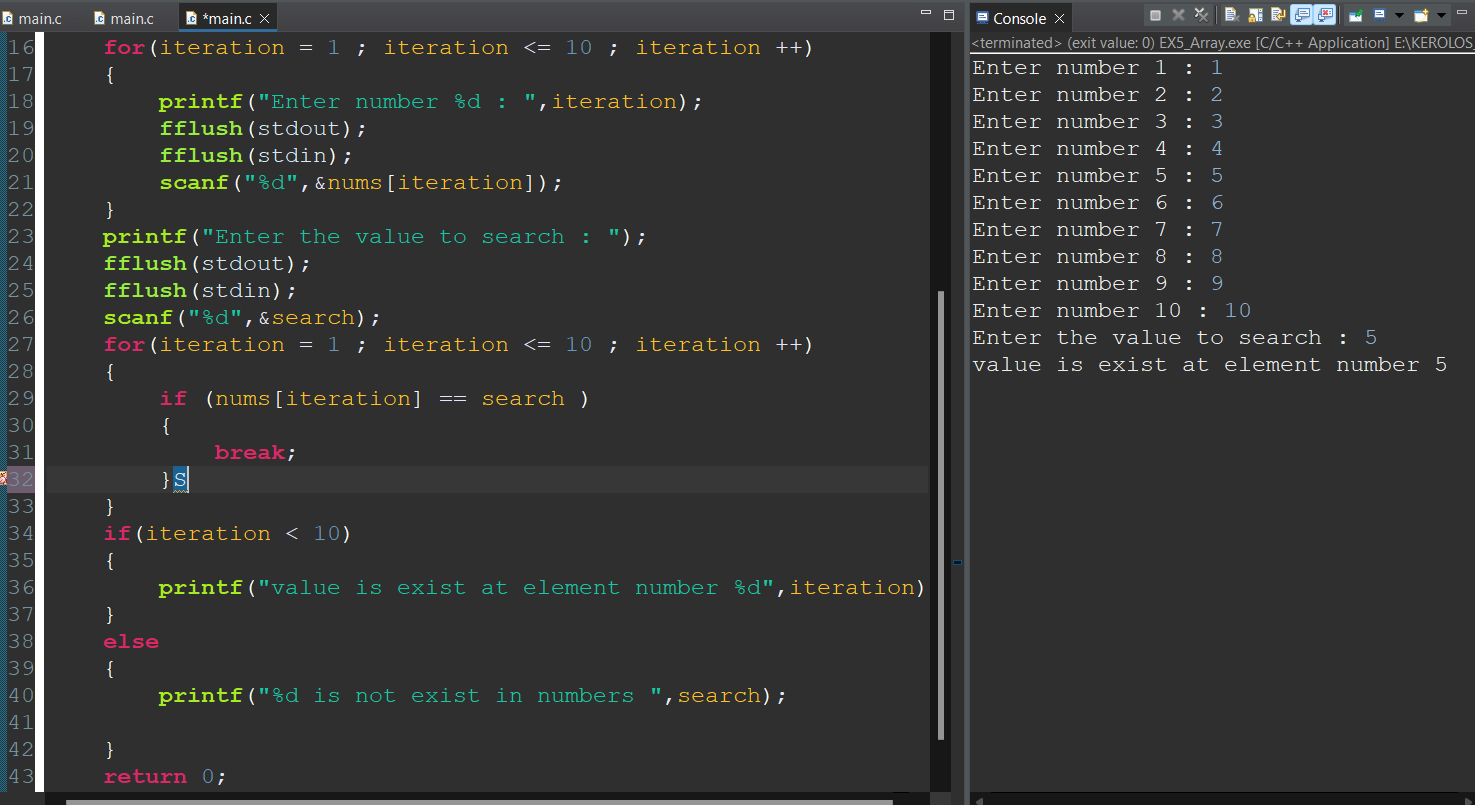 main.c main.c *main.c
16 for(iteration = 1 ; iteration <= 10 ; iteration ++)
17 {
18 printf("Enter number %d : ",iteration);
19 fflush(stdout);
20 fflush(stdin);
21 scanf("%d",&nums[iteration]);
22 }
23 printf("Enter the value to search : ");
24 fflush(stdout);
25 fflush(stdin);
26 scanf("%d",&search);
27 for(iteration = 1 ; iteration <= 10 ; iteration ++)
28 {
29 if (nums[iteration] == search )
30 {
31 break;
32 }S
33 }
34 if(iteration < 10)
35 {
36 printf("value is exist at element number %d",iteration)
37 }
38 else
39 {
40 printf("%d is not exist in numbers ",search);
41
42 }
43 return 0;
Console
<terminated> (exit value: 0) EX5_Array.exe [C/C++ Application] E:\KEROLOS_
Enter number 1 : 1
Enter number 2 : 2
Enter number 3 : 3
Enter number 4 : 4
Enter number 5 : 5
Enter number 6 : 6
Enter number 7 : 7
Enter number 8 : 8
Enter number 9 : 9
Enter number 10 : 10
Enter the value to search : 5
value is exist at element number 5